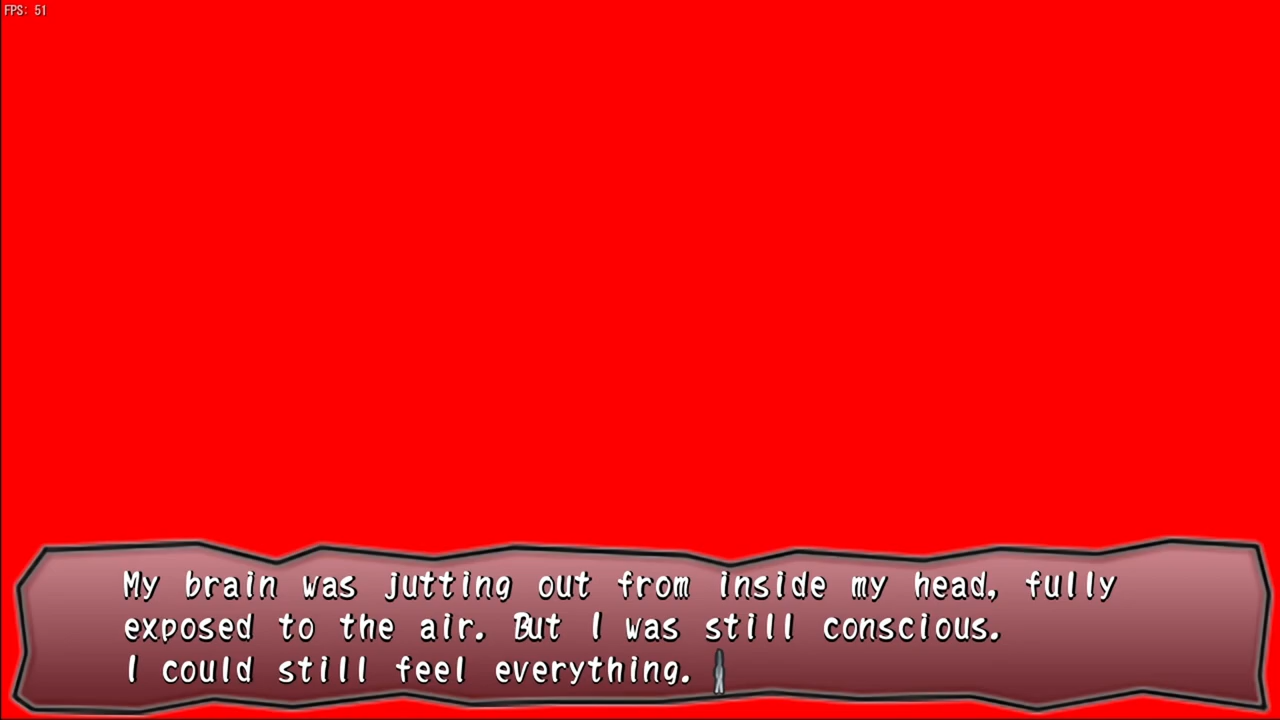 FPS: 51
My brain was jutting out from inside my head, fully
exposed to the air. But I was still conscious.
I could still feel everything.